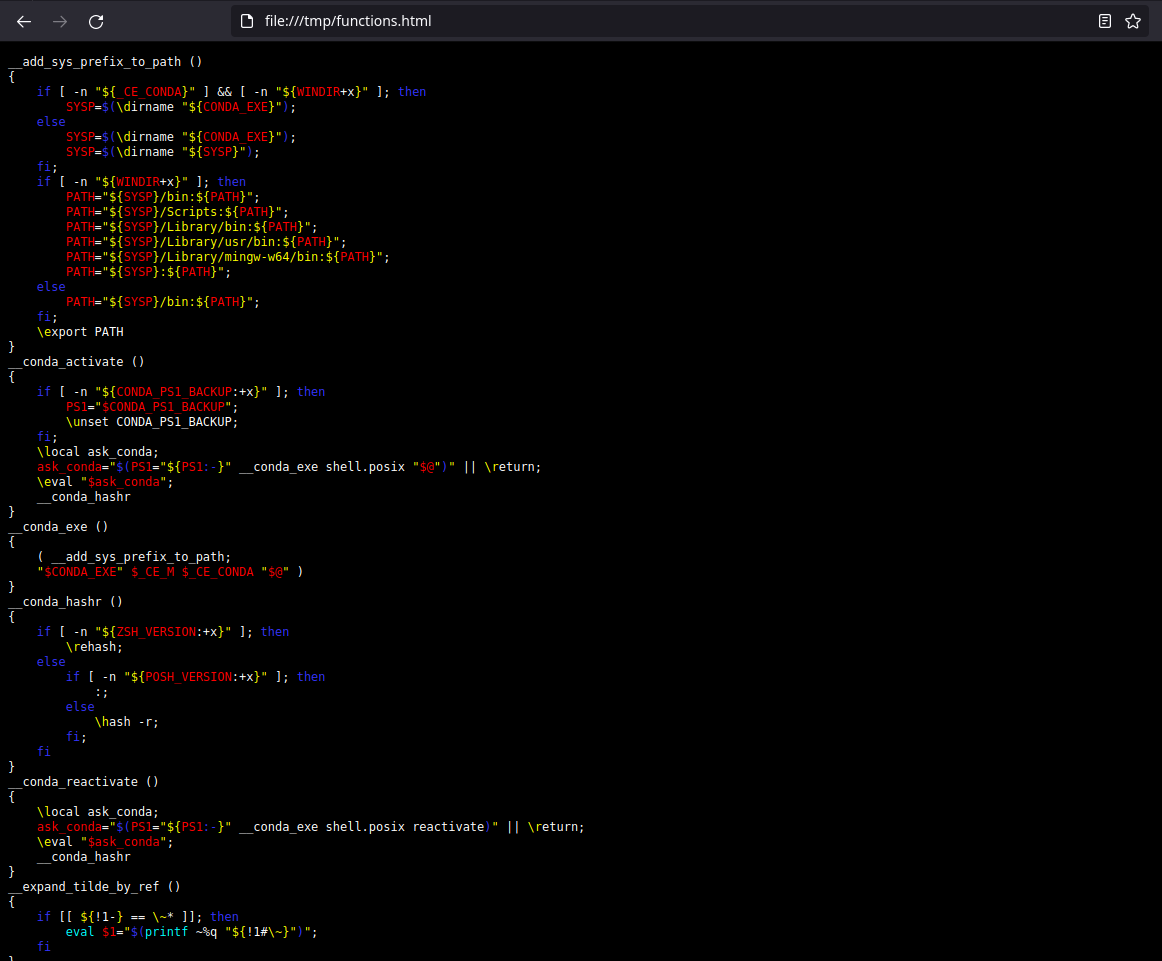 file:///tmp/functions.html
__add_sys_prefix_to_path ()
{
    if [ -n "${_CE_CONDA}" ] && [ -n "${WINDIR+x}" ]; then
        SYSP=$(\dirname "${CONDA_EXE}");
    else
        SYSP=$(\dirname "${CONDA_EXE}");
        SYSP=$(\dirname "${SYSP}");
    fi;
    if [ -n "${WINDIR+x}" ]; then
        PATH="${SYSP}/bin:${PATH}";
        PATH="${SYSP}/Scripts:${PATH}";
        PATH="${SYSP}/Library/bin:${PATH}";
        PATH="${SYSP}/Library/usr/bin:${PATH}";
        PATH="${SYSP}/Library/mingw-w64/bin:${PATH}";
        PATH="${SYSP}:${PATH}";
    else
        PATH="${SYSP}/bin:${PATH}";
    fi;
    \export PATH
}
__conda_activate ()
{
    if [ -n "${CONDA_PS1_BACKUP:+x}" ]; then
        PS1="$CONDA_PS1_BACKUP";
        \unset CONDA_PS1_BACKUP;
    fi;
    \local ask_conda;
    ask_conda="$(PS1="${PS1:-}" __conda_exe shell.posix "$@")" || \return;
    \eval "$ask_conda";
    __conda_hashr
}
__conda_exe ()
{
    ( __add_sys_prefix_to_path;
    "$CONDA_EXE" $_CE_M $_CE_CONDA "$@" )
}
__conda_hashr ()
{
    if [ -n "${ZSH_VERSION:+x}" ]; then
        \rehash;
    else
        if [ -n "${POSH_VERSION:+x}" ]; then
            :;
        else
            \hash -r;
        fi;
    fi
}
__conda_reactivate ()
{
    \local ask_conda;
    ask_conda="$(PS1="${PS1:-}" __conda_exe shell.posix reactivate)" || \return;
    \eval "$ask_conda";
    __conda_hashr
}
__expand_tilde_by_ref ()
{
    if [[ ${!1-} == \~* ]]; then
        eval $1="$(printf ~%q "${!1#\~}")";
    fi
}